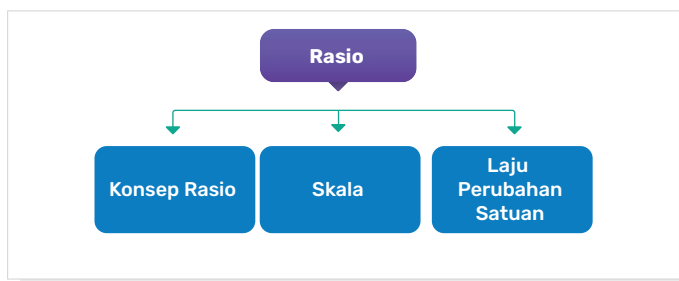 Rasio
Konsep Rasio
Skala
Laju
Perubahan
Satuan